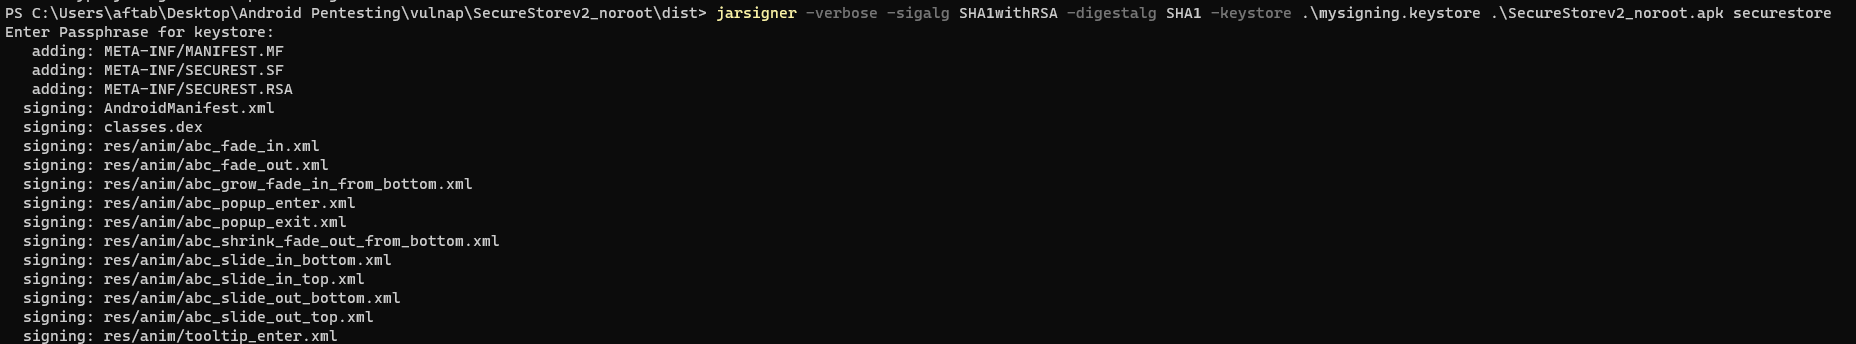 PS C:\Users\aftab\Desktop\Android Pentesting\vulnap\SecureStorev2_noroot\dist> jarsigner -verbose -sigalg SHA1withRSA -digestalg SHA1 -keystore .\mysigning.keystore .\SecureStorev2_noroot.apk securestore
Enter Passphrase for keystore:
   adding: META-INF/MANIFEST.MF
   adding: META-INF/SECUREST.SF
   adding: META-INF/SECUREST.RSA
  signing: AndroidManifest.xml
  signing: classes.dex
  signing: res/anim/abc_fade_in.xml
  signing: res/anim/abc_fade_out.xml
  signing: res/anim/abc_grow_fade_in_from_bottom.xml
  signing: res/anim/abc_popup_enter.xml
  signing: res/anim/abc_popup_exit.xml
  signing: res/anim/abc_shrink_fade_out_from_bottom.xml
  signing: res/anim/abc_slide_in_bottom.xml
  signing: res/anim/abc_slide_in_top.xml
  signing: res/anim/abc_slide_out_bottom.xml
  signing: res/anim/abc_slide_out_top.xml
  signing: res/anim/tooltip_enter.xml